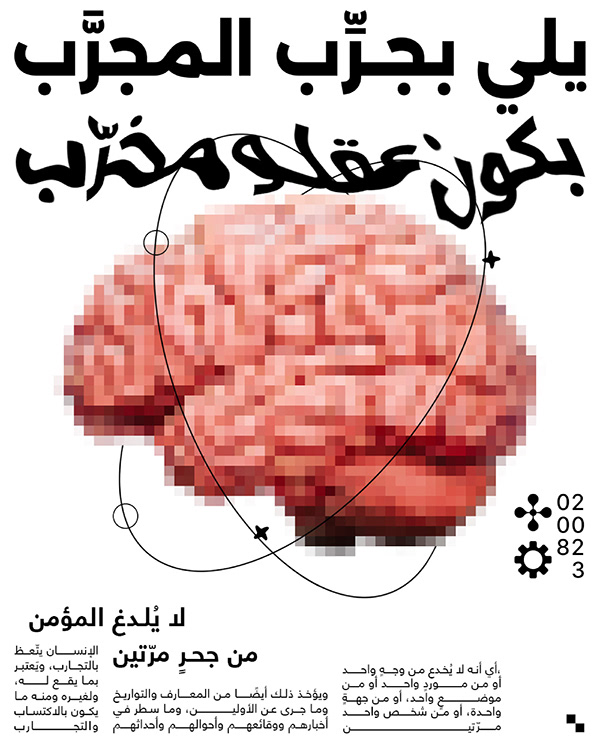 يلي بجرِّب المجرَّب
بكون عقلو مخرّب
02
00
82
3
لا يُلدغ المؤمن
من جحرٍ مرّتين
,أي أنه لا يُخدع من وجهٍ واحد
أو من موردٍ واحد أو من
موضعٍ واحد، أو من جهةٍ
واحدة، أو من شخص واحد
مرّتين
ويؤخذ ذلك أيضًا من المعارف والتواريخ
وما جرى عن الأولين، وما سطر في
أخبارهم ووقائعهم وأحوالهم وأحداثهم
الإنسان يتّعظ
بالتجارب، ويَعتبر
بما يقع له،
ولغيره ومنه ما
يكون بالاكتساب
والتجارب